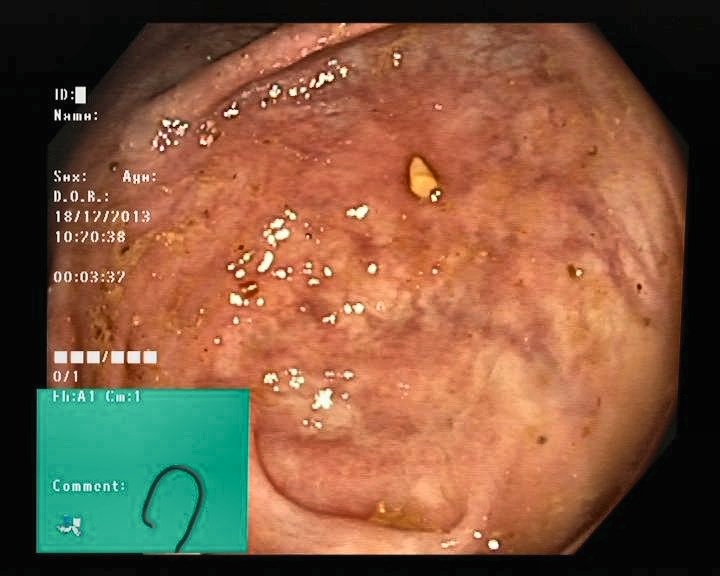 ID:
Name:
Sex: Age:
D.O.B.:
18/12/2013
10:20:38
00:03:32
■■■/■■■
0/1
Eh:A1 Cm:1
Comment: